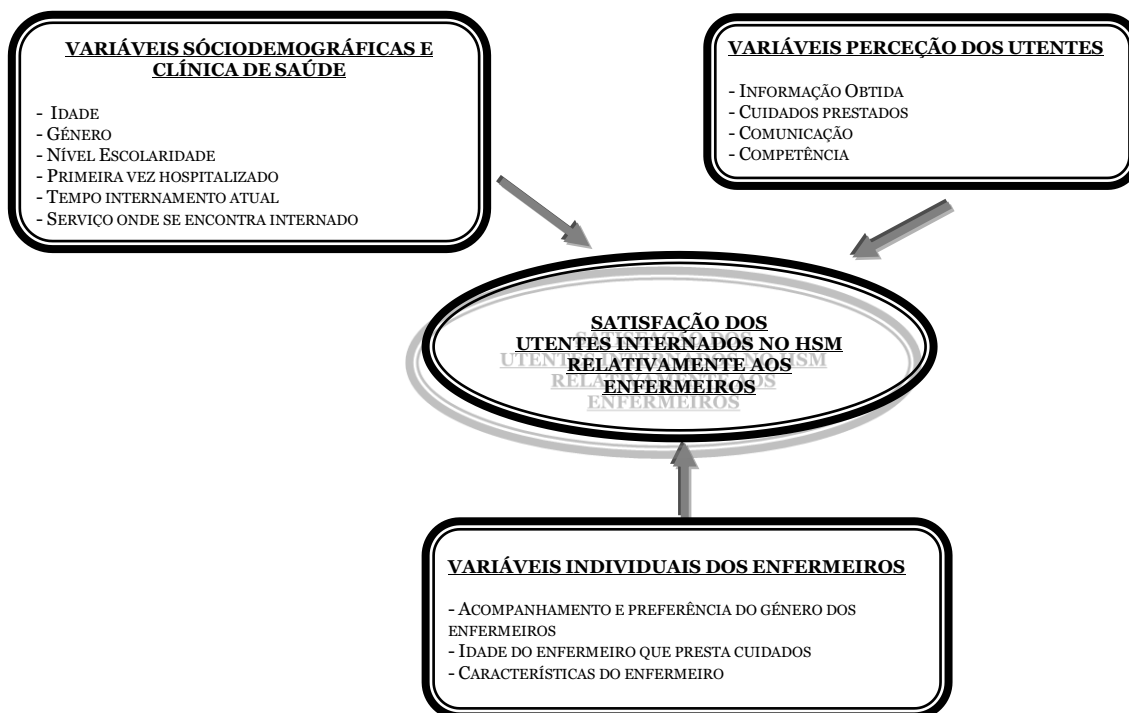 VARIÁVEIS SÓCIODEMOGRÁFICAS E
CLÍNICA DE SAÚDE
- IDADE
- GÉNERO
- NÍVEL ESCOLARIDADE
- PRIMEIRA VEZ HOSPITALIZADO
- TEMPO INTERNAMENTO ATUAL
- SERVIÇO ONDE SE ENCONTRA INTERNADO
VARIÁVEIS PERCEÇÃO DOS UTENTES
- INFORMAÇÃO OBTIDA
- CUIDADOS PRESTADOS
- COMUNICAÇÃO
- COMPETÊNCIA
SATISFAÇÃO DOS
UTENTES INTERNADOS NO HSM
RELATIVAMENTE AOS
ENFERMEIROS
VARIÁVEIS INDIVIDUAIS DOS ENFERMEIROS
- ACOMPANHAMENTO E PREFERÊNCIA DO GÉNERO DOS
ENFERMEIROS
- IDADE DO ENFERMEIRO QUE PRESTA CUIDADOS
- CARACTERÍSTICAS DO ENFERMEIRO